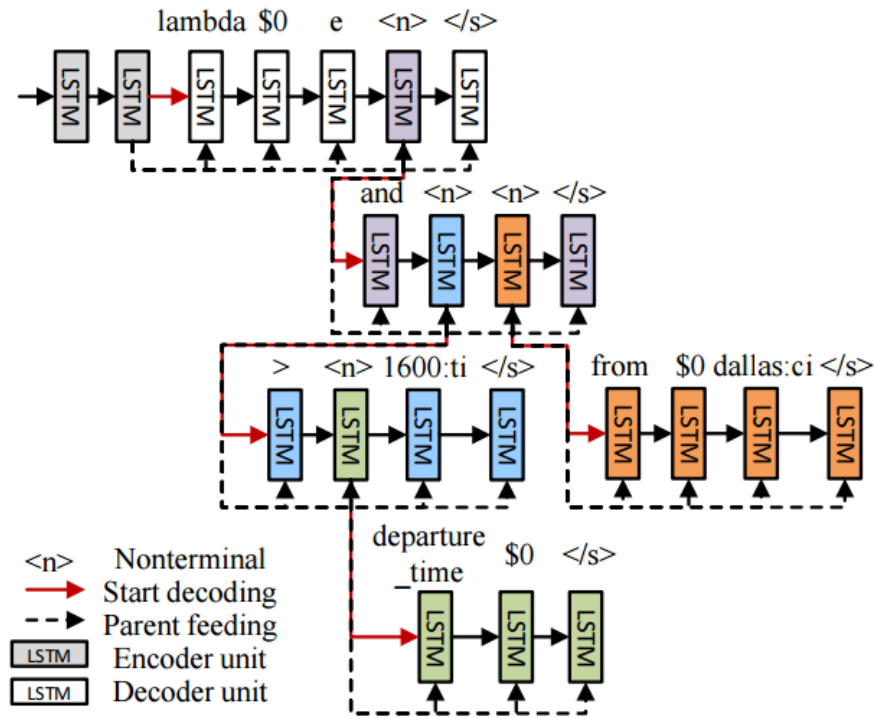 lambda $0 e <n> </s>
LSTM LSTM LSTM LSTM LSTM LSTM LSTM
and <n> <n> </s>
LSTM LSTM LSTM LSTM
> <n> 1600:ti </s>
LSTM LSTM LSTM LSTM
from $0 dallas:ci </s>
LSTM LSTM LSTM LSTM
departure
_time $0 </s>
LSTM LSTM LSTM
<n> Nonterminal
Start decoding
Parent feeding
LSTM Encoder unit
LSTM Decoder unit